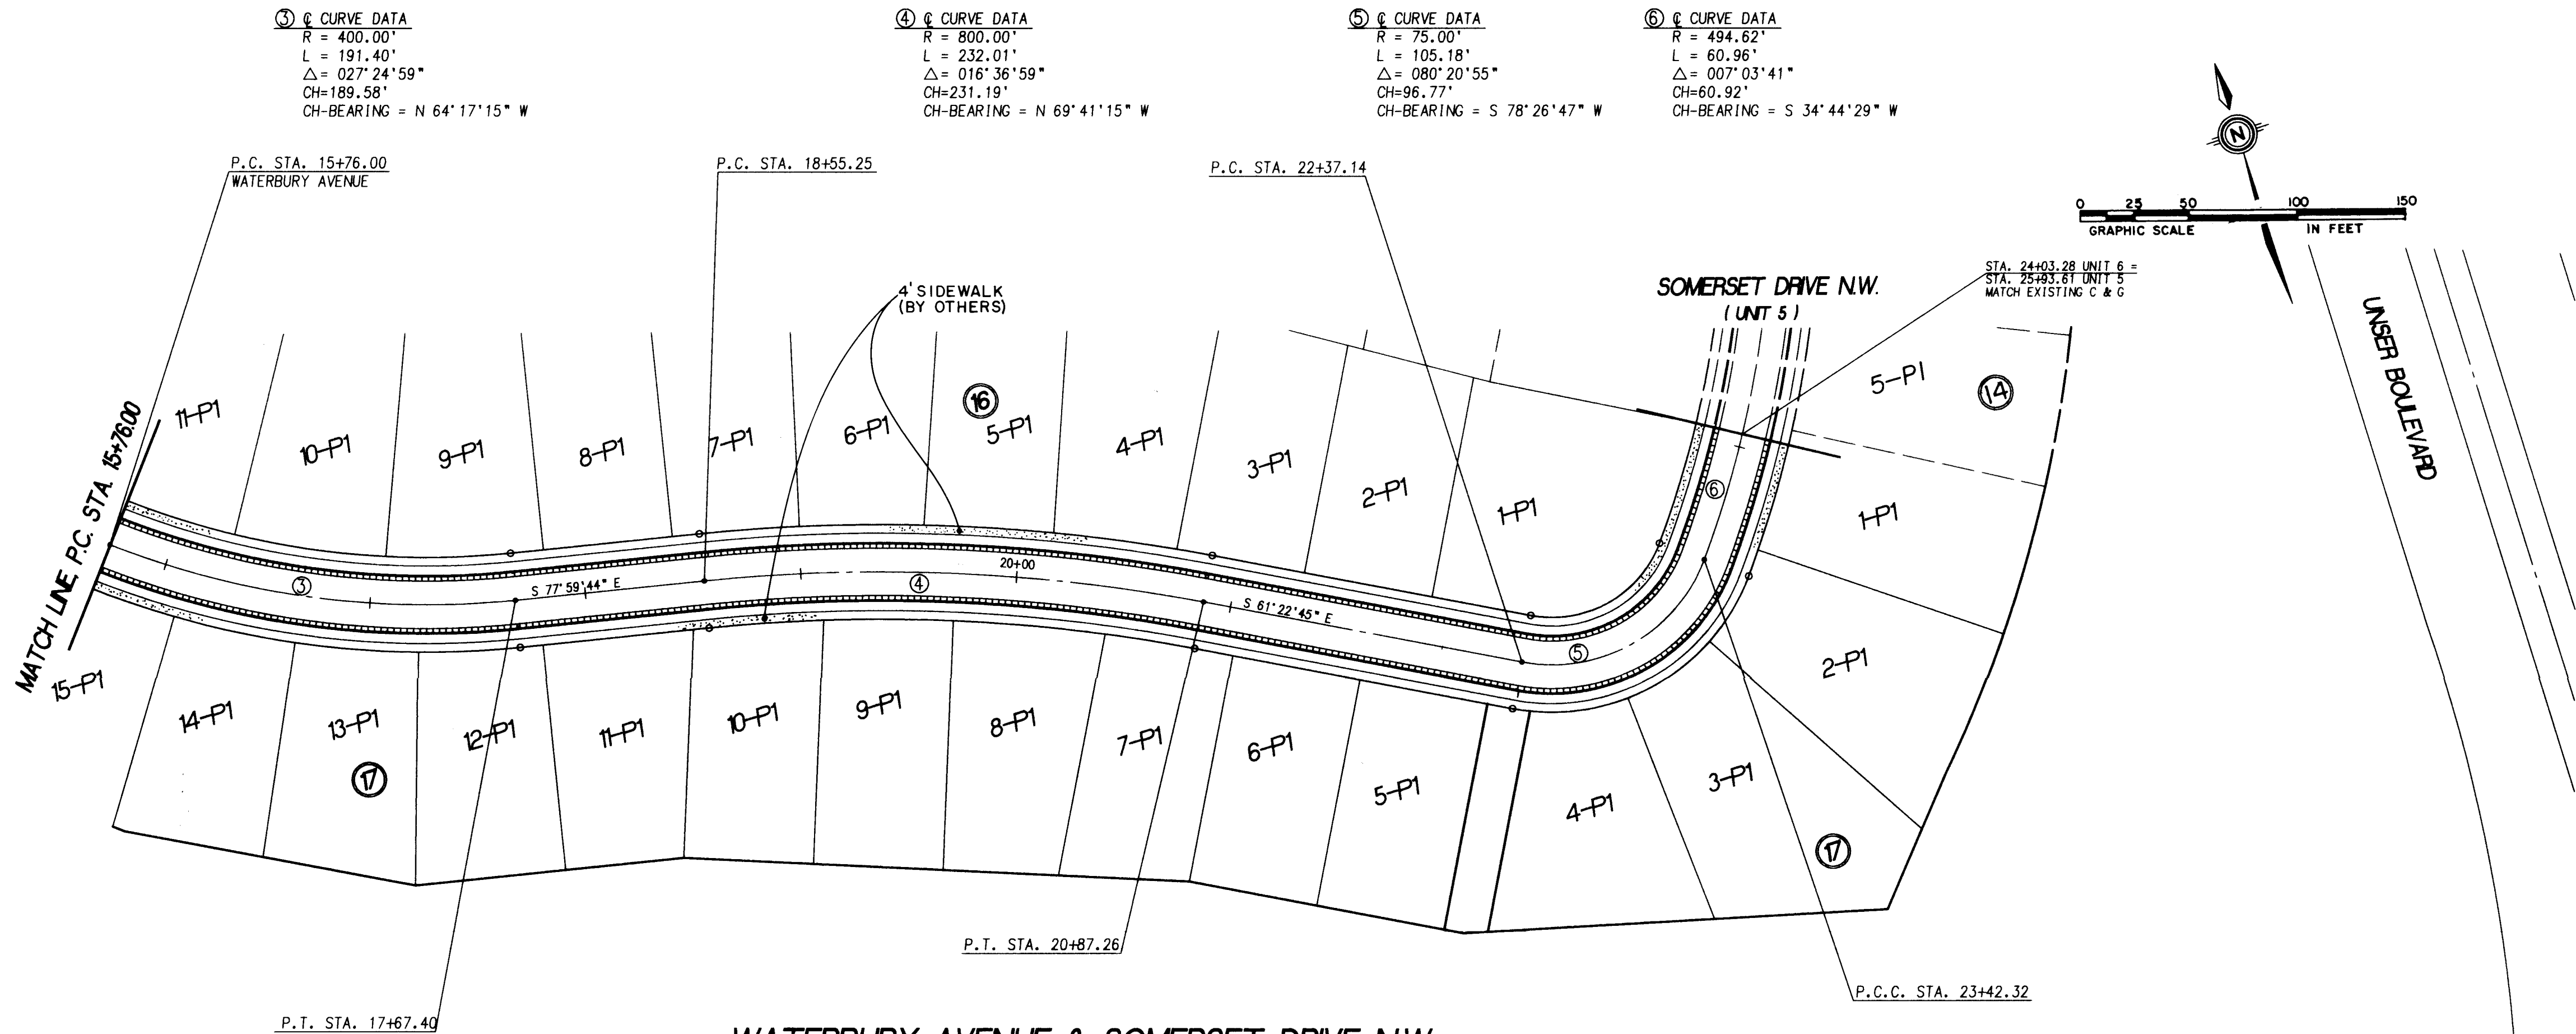 ③ ℄ CURVE DATA
R = 400.00'
L = 191.40'
△= 027°24'59"
CH=189.58'
CH-BEARING = N 64°17'15" W
④ ℄ CURVE DATA
R = 800.00'
L = 232.01'
△= 016°36'59"
CH=231.19'
CH-BEARING = N 69°41'15" W
⑤ ℄ CURVE DATA
R = 75.00'
L = 105.18'
△= 080°20'55"
CH=96.77'
CH-BEARING = S 78°26'47" W
⑥ ℄ CURVE DATA
R = 494.62'
L = 60.96'
△= 007°03'41"
CH=60.92'
CH-BEARING = S 34°44'29" W
N
0 25 50 100 150
GRAPHIC SCALE IN FEET
P.C. STA. 15+76.00
WATERBURY AVENUE
P.C. STA. 18+55.25
P.C. STA. 22+37.14
STA. 24+03.28 UNIT 6 =
STA. 25+93.61 UNIT 5
MATCH EXISTING C & G
4' SIDEWALK
(BY OTHERS)
SOMERSET DRIVE N.W.
( UNIT 5 )
UNSER BOULEVARD
MATCH LINE, P.C. STA. 15+76.00
11-P1
10-P1
9-P1
8-P1
7-P1
6-P1
16
5-P1
4-P1
3-P1
2-P1
1-P1
5-P1
14
1-P1
③
S 77°59'44" E
④
20+00
S 61°22'45" E
⑤
⑥
15-P1
14-P1
13-P1
17
12-P1
11-P1
10-P1
9-P1
8-P1
7-P1
6-P1
5-P1
4-P1
3-P1
2-P1
17
P.T. STA. 20+87.26
P.C.C. STA. 23+42.32
P.T. STA. 17+67.40
WATERBURY AVENUE & SOMERSET DRIVE N.W.